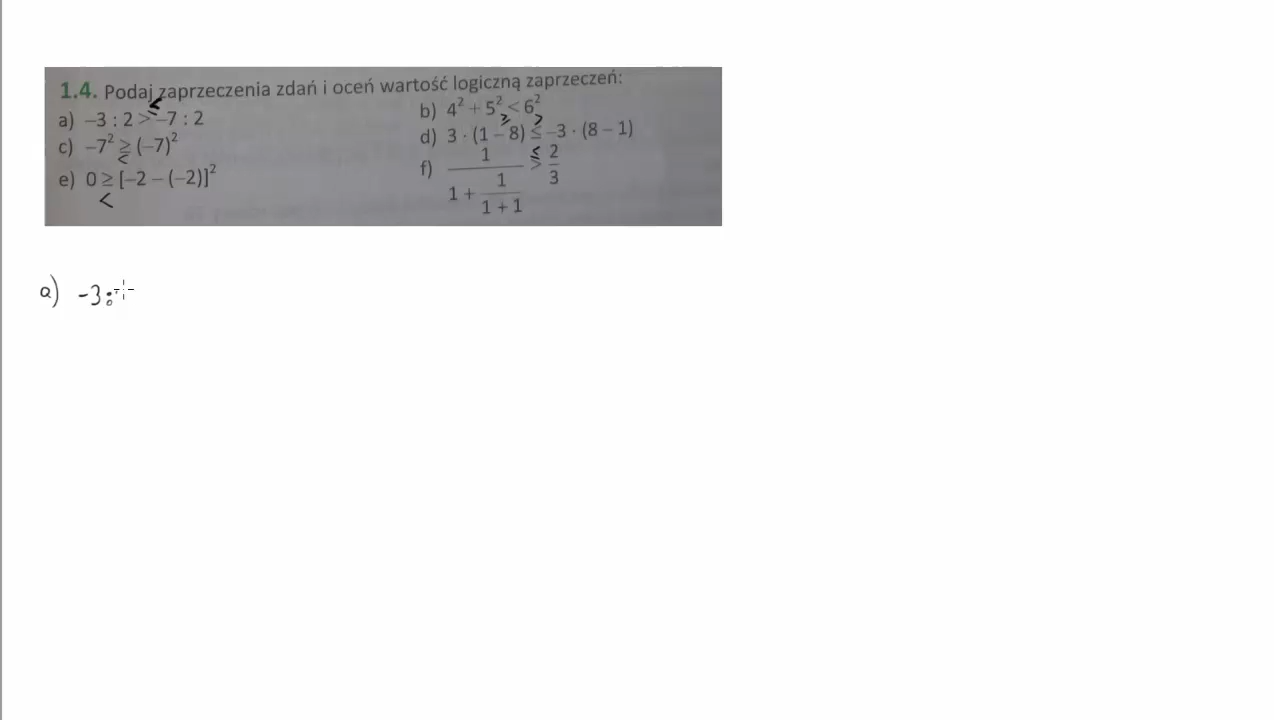 1.4. Podaj zaprzeczenia zdań i oceń wartość logiczną zaprzeczeń:
a) –3 : 2 > –7 : 2 ≤
b) 4² + 5² < 6² ≥
c) –7² ≥ (–7)² <
d) 3 · (1 – 8) ≤ –3 · (8 – 1) >
e) 0 ≥ [–2 – (–2)]² <
f) 1 / (1 + 1 / (1 + 1)) > 2/3 ≤
a) -3: